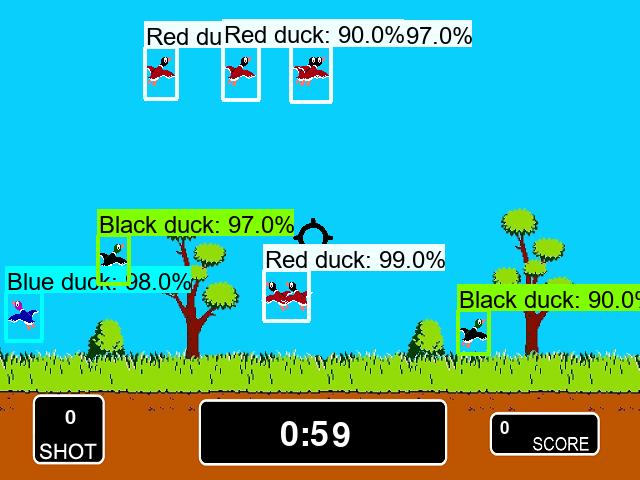 Red du
Red duck: 90.0%
97.0%
Black duck: 97.0%
Blue duck: 98.0%
Red duck: 99.0%
Black duck: 90.0%
0
SHOT
0:59
0
SCORE